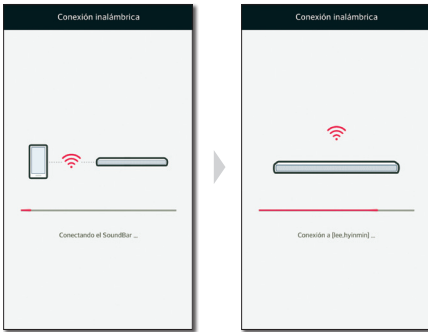 Conexión inalámbrica
Conectando el SoundBar ...
Conexión inalámbrica
Conexión a [lee,hyinmin] ...